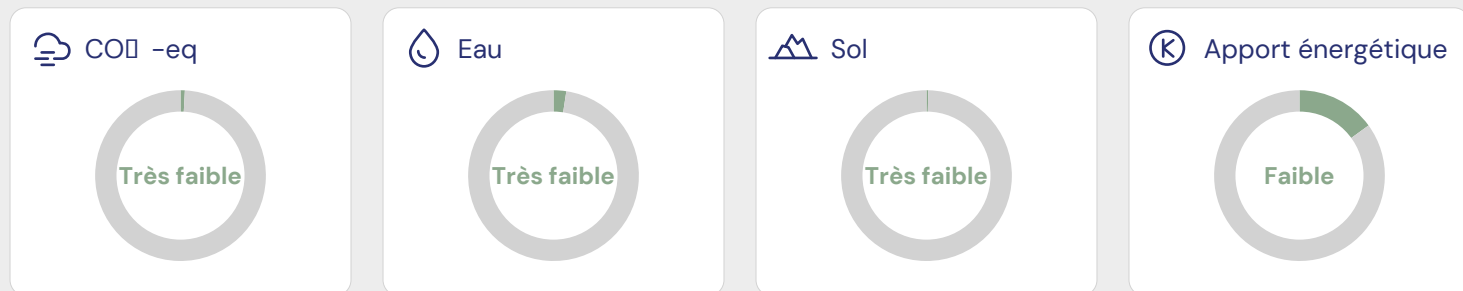 CO▯ -eq
Très faible
Eau
Très faible
Sol
Très faible
Apport énergétique
Faible